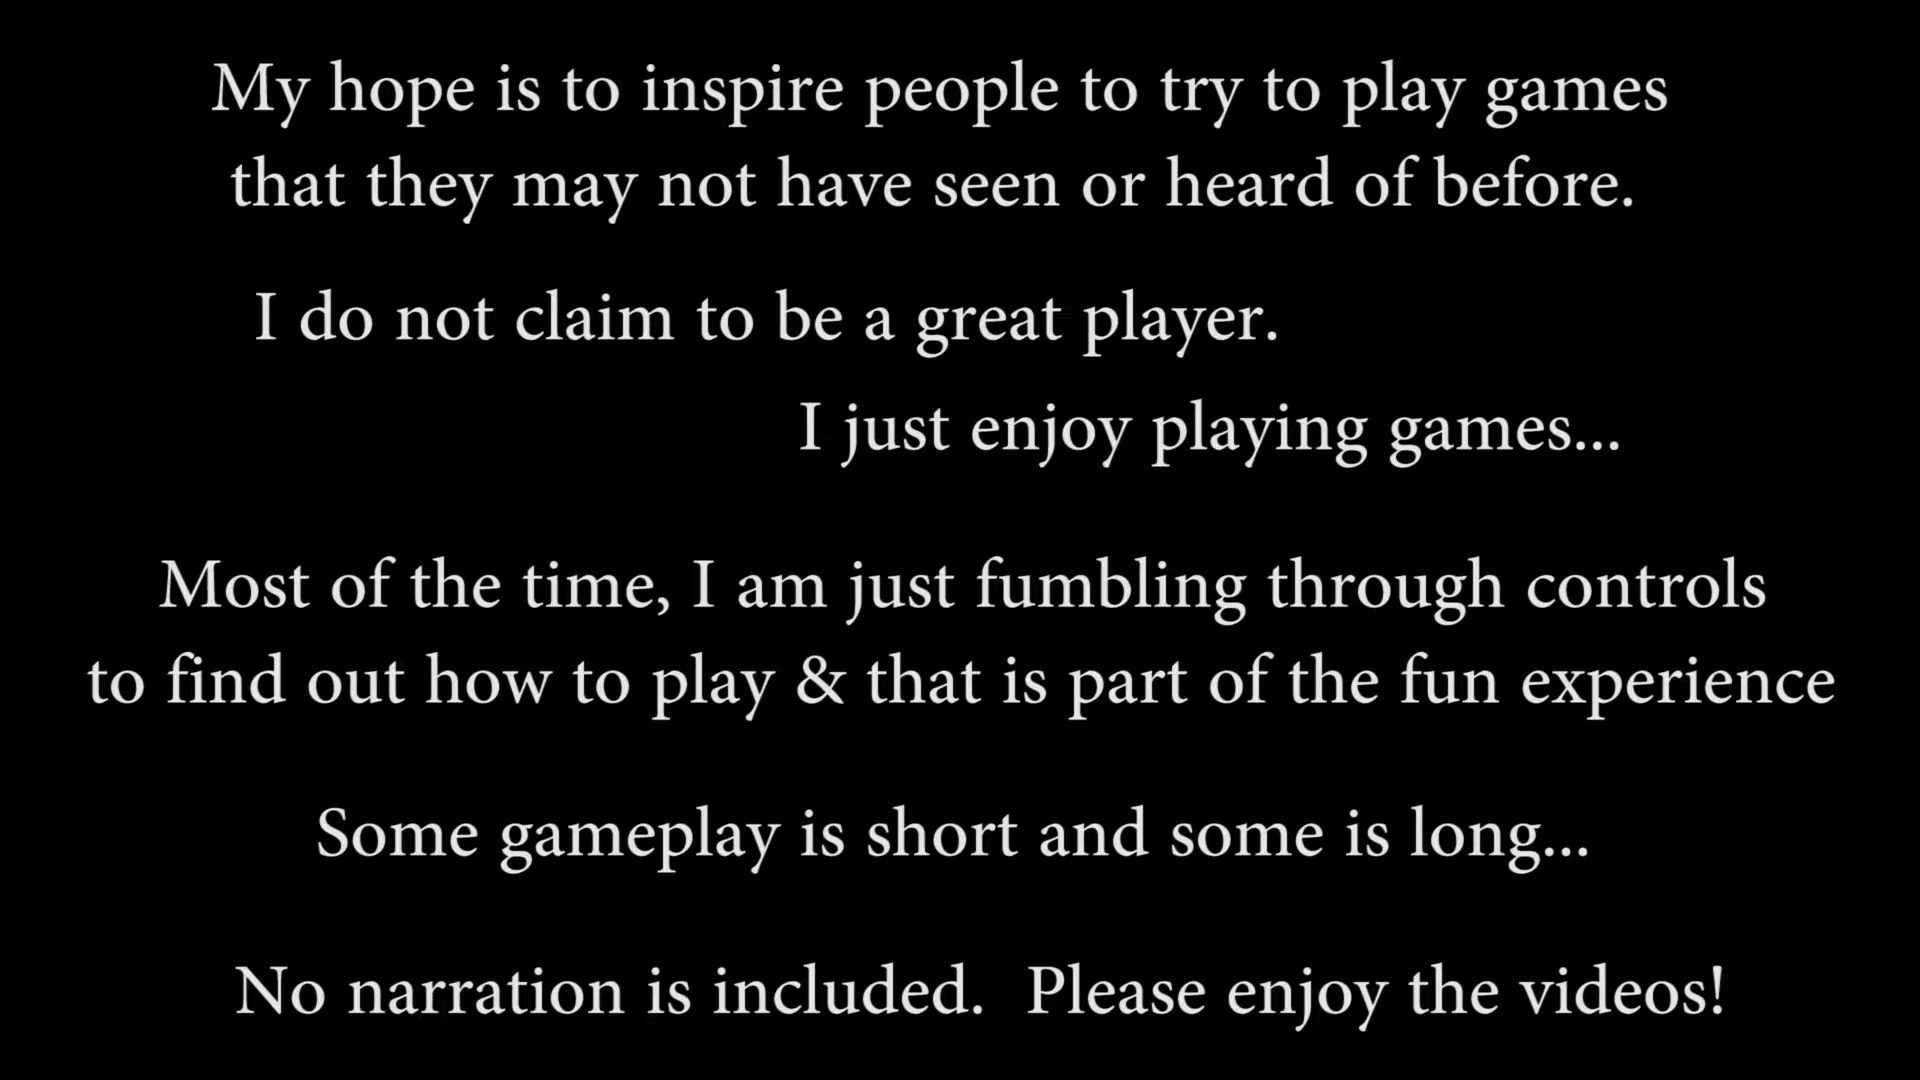 My hope is to inspire people to try to play games
that they may not have seen or heard of before.
I do not claim to be a great player.
I just enjoy playing games...
Most of the time, I am just fumbling through controls
to find out how to play & that is part of the fun experience
Some gameplay is short and some is long...
No narration is included.  Please enjoy the videos!